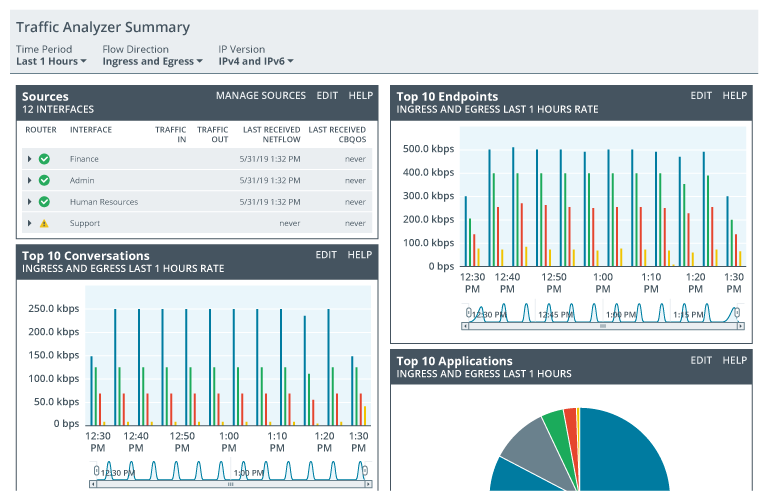 Traffic Analyzer Summary
Time Period Flow Direction IP Version
Last 1 Hours Ingress and Egress IPv4 and IPv6
Sources MANAGE SOURCES EDIT HELP
12 INTERFACES
ROUTER INTERFACE TRAFFIC IN TRAFFIC OUT LAST RECEIVED NETFLOW LAST RECEIVED CBQOS
Finance 5/31/19 1:32 PM never
Admin 5/31/19 1:32 PM never
Human Resources 5/31/19 1:32 PM never
Support never never
Top 10 Conversations EDIT HELP
INGRESS AND EGRESS LAST 1 HOURS RATE
250.0 kbps
200.0 kbps
150.0 kbps
100.0 kbps
50.0 kbps
0 bps
12:30 PM 12:40 PM 12:50 PM 1:00 PM 1:10 PM 1:20 PM 1:30 PM
12:30 PM 1:00 PM
Top 10 Endpoints EDIT HELP
INGRESS AND EGRESS LAST 1 HOURS RATE
500.0 kbps
400.0 kbps
300.0 kbps
200.0 kbps
100.0 kbps
0 bps
12:30 PM 12:40 PM 12:50 PM 1:00 PM 1:10 PM 1:20 PM 1:30 PM
12:30 PM 12:45 PM 1:00 PM 1:15 PM
Top 10 Applications EDIT HELP
INGRESS AND EGRESS LAST 1 HOURS